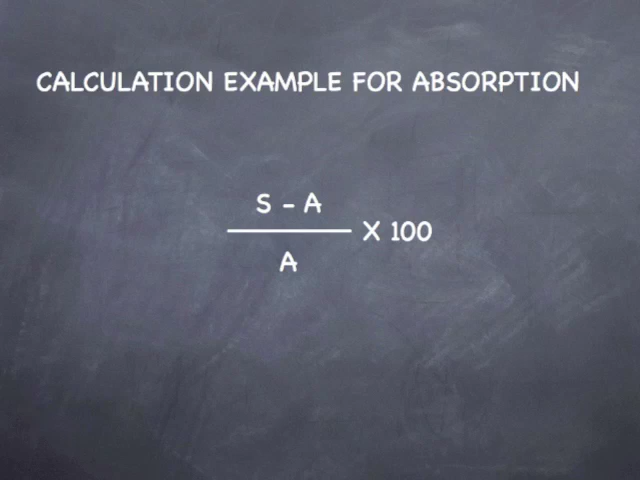 CALCULATION EXAMPLE FOR ABSORPTION
S - A
X 100
A